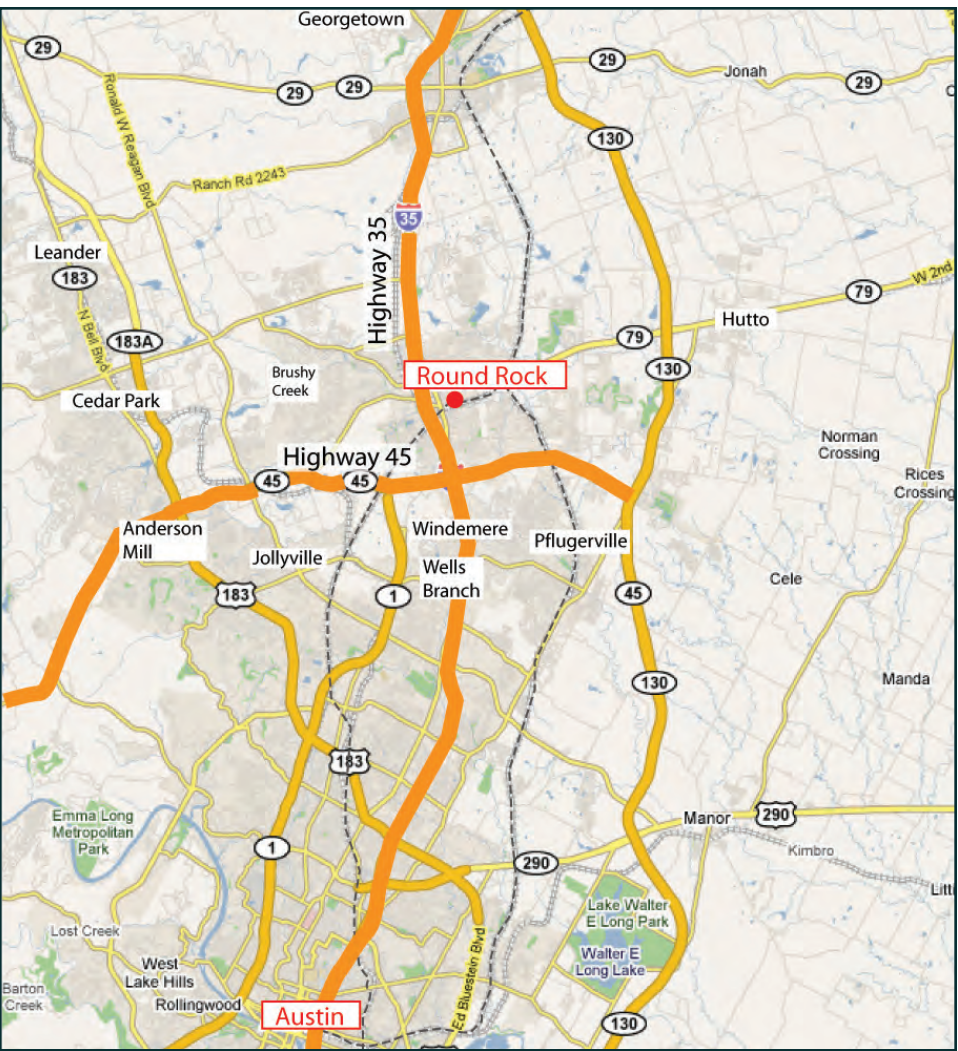 Georgetown
29
29
Jonah
29
29
29
Ronald W Reagan Blvd
130
Ranch Rd 2243
35
Highway 35
Leander
183
W 2nd
79
Hutto
N Bell Blvd
79
183A
130
Round Rock
Brushy
Creek
Cedar Park
Norman
Crossing
Highway 45
Rices
Crossing
45
45
Anderson
Mill
Windemere
Pflugerville
Jollyville
Wells
Branch
Cele
183
1
45
130
Manda
183
Emma Long
Metropolitan
Park
Manor
290
1
Kimbro
290
Litt
Lake Walter
E Long Park
Lost Creek
Walter E
Long Lake
West
Lake Hills
Ed Bluestein Blvd
Barton
Creek
Rollingwood
Austin
130